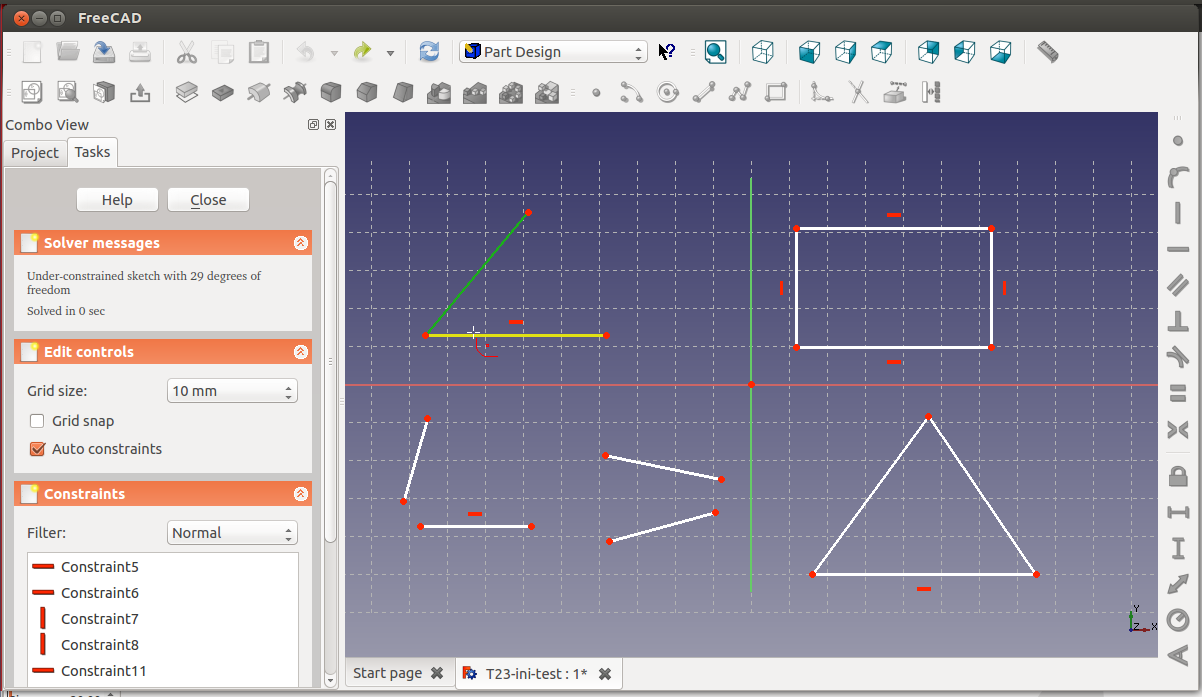 FreeCAD
Part Design
Combo View
Project
Tasks
Help
Close
Solver messages
Under-constrained sketch with 29 degrees of
freedom
Solved in 0 sec
Edit controls
Grid size:
10 mm
Grid snap
Auto constraints
Constraints
Filter:
Normal
Constraint5
Constraint6
Constraint7
Constraint8
Constraint11
Y
Z
X
Start page
T23-ini-test : 1*